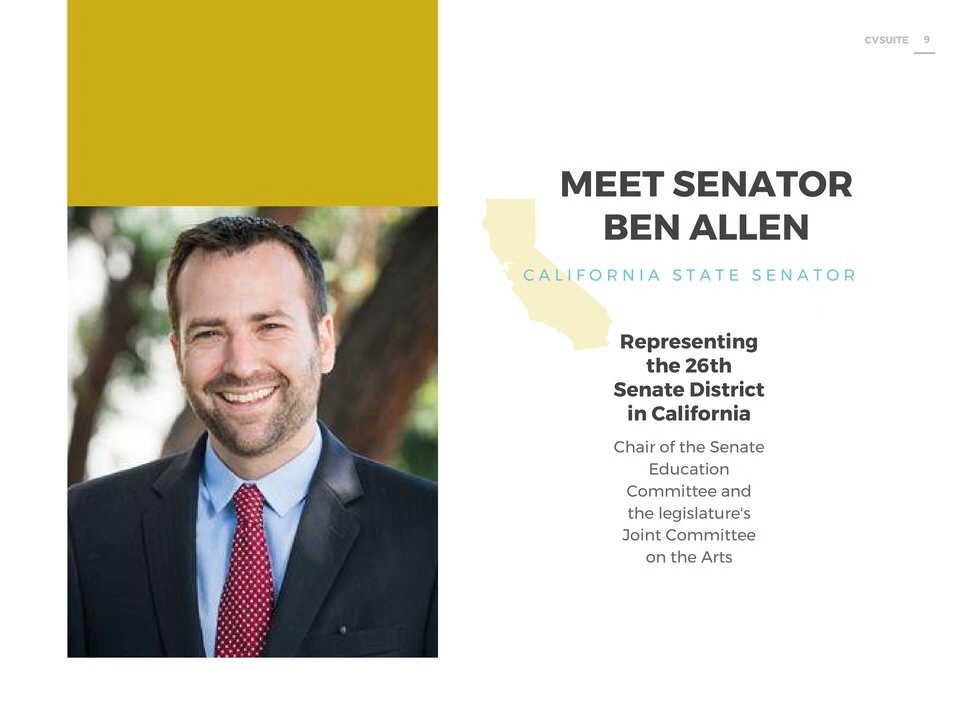 CVSUITE 9
MEET SENATOR
BEN ALLEN
CALIFORNIA STATE SENATOR
Representing
the 26th
Senate District
in California
Chair of the Senate
Education
Committee and
the legislature's
Joint Committee
on the Arts